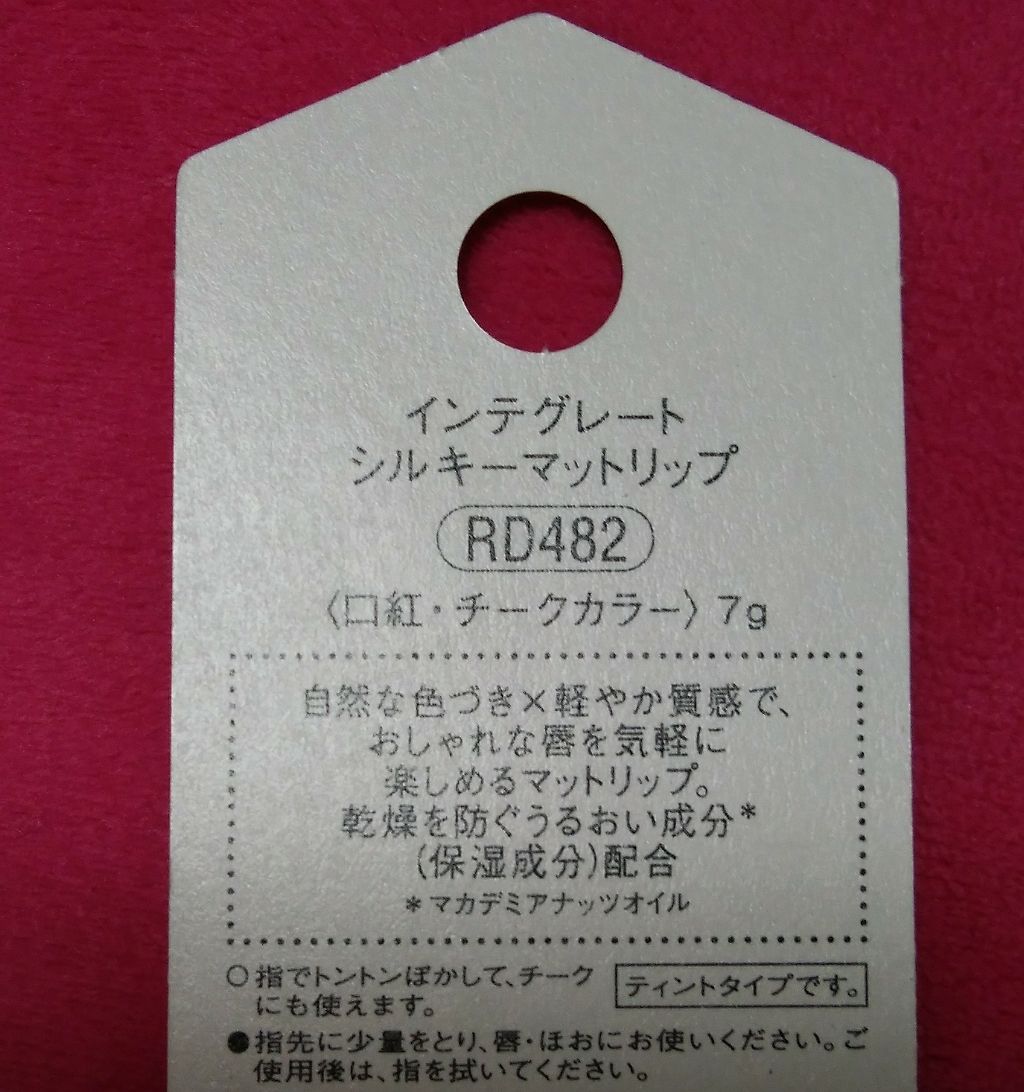 インテグレート
シルキーマットリップ
RD482
〈口紅・チークカラー〉7g
自然な色づき×軽やか質感で、
おしゃれな唇を気軽に
楽しめるマットリップ。
乾燥を防ぐうるおい成分*
(保湿成分)配合
*マカデミアナッツオイル
○指でトントンぼかして、チーク
にも使えます。
ティントタイプです。
●指先に少量をとり、唇・ほおにお使いください。ご
使用後は、指を拭いてください。